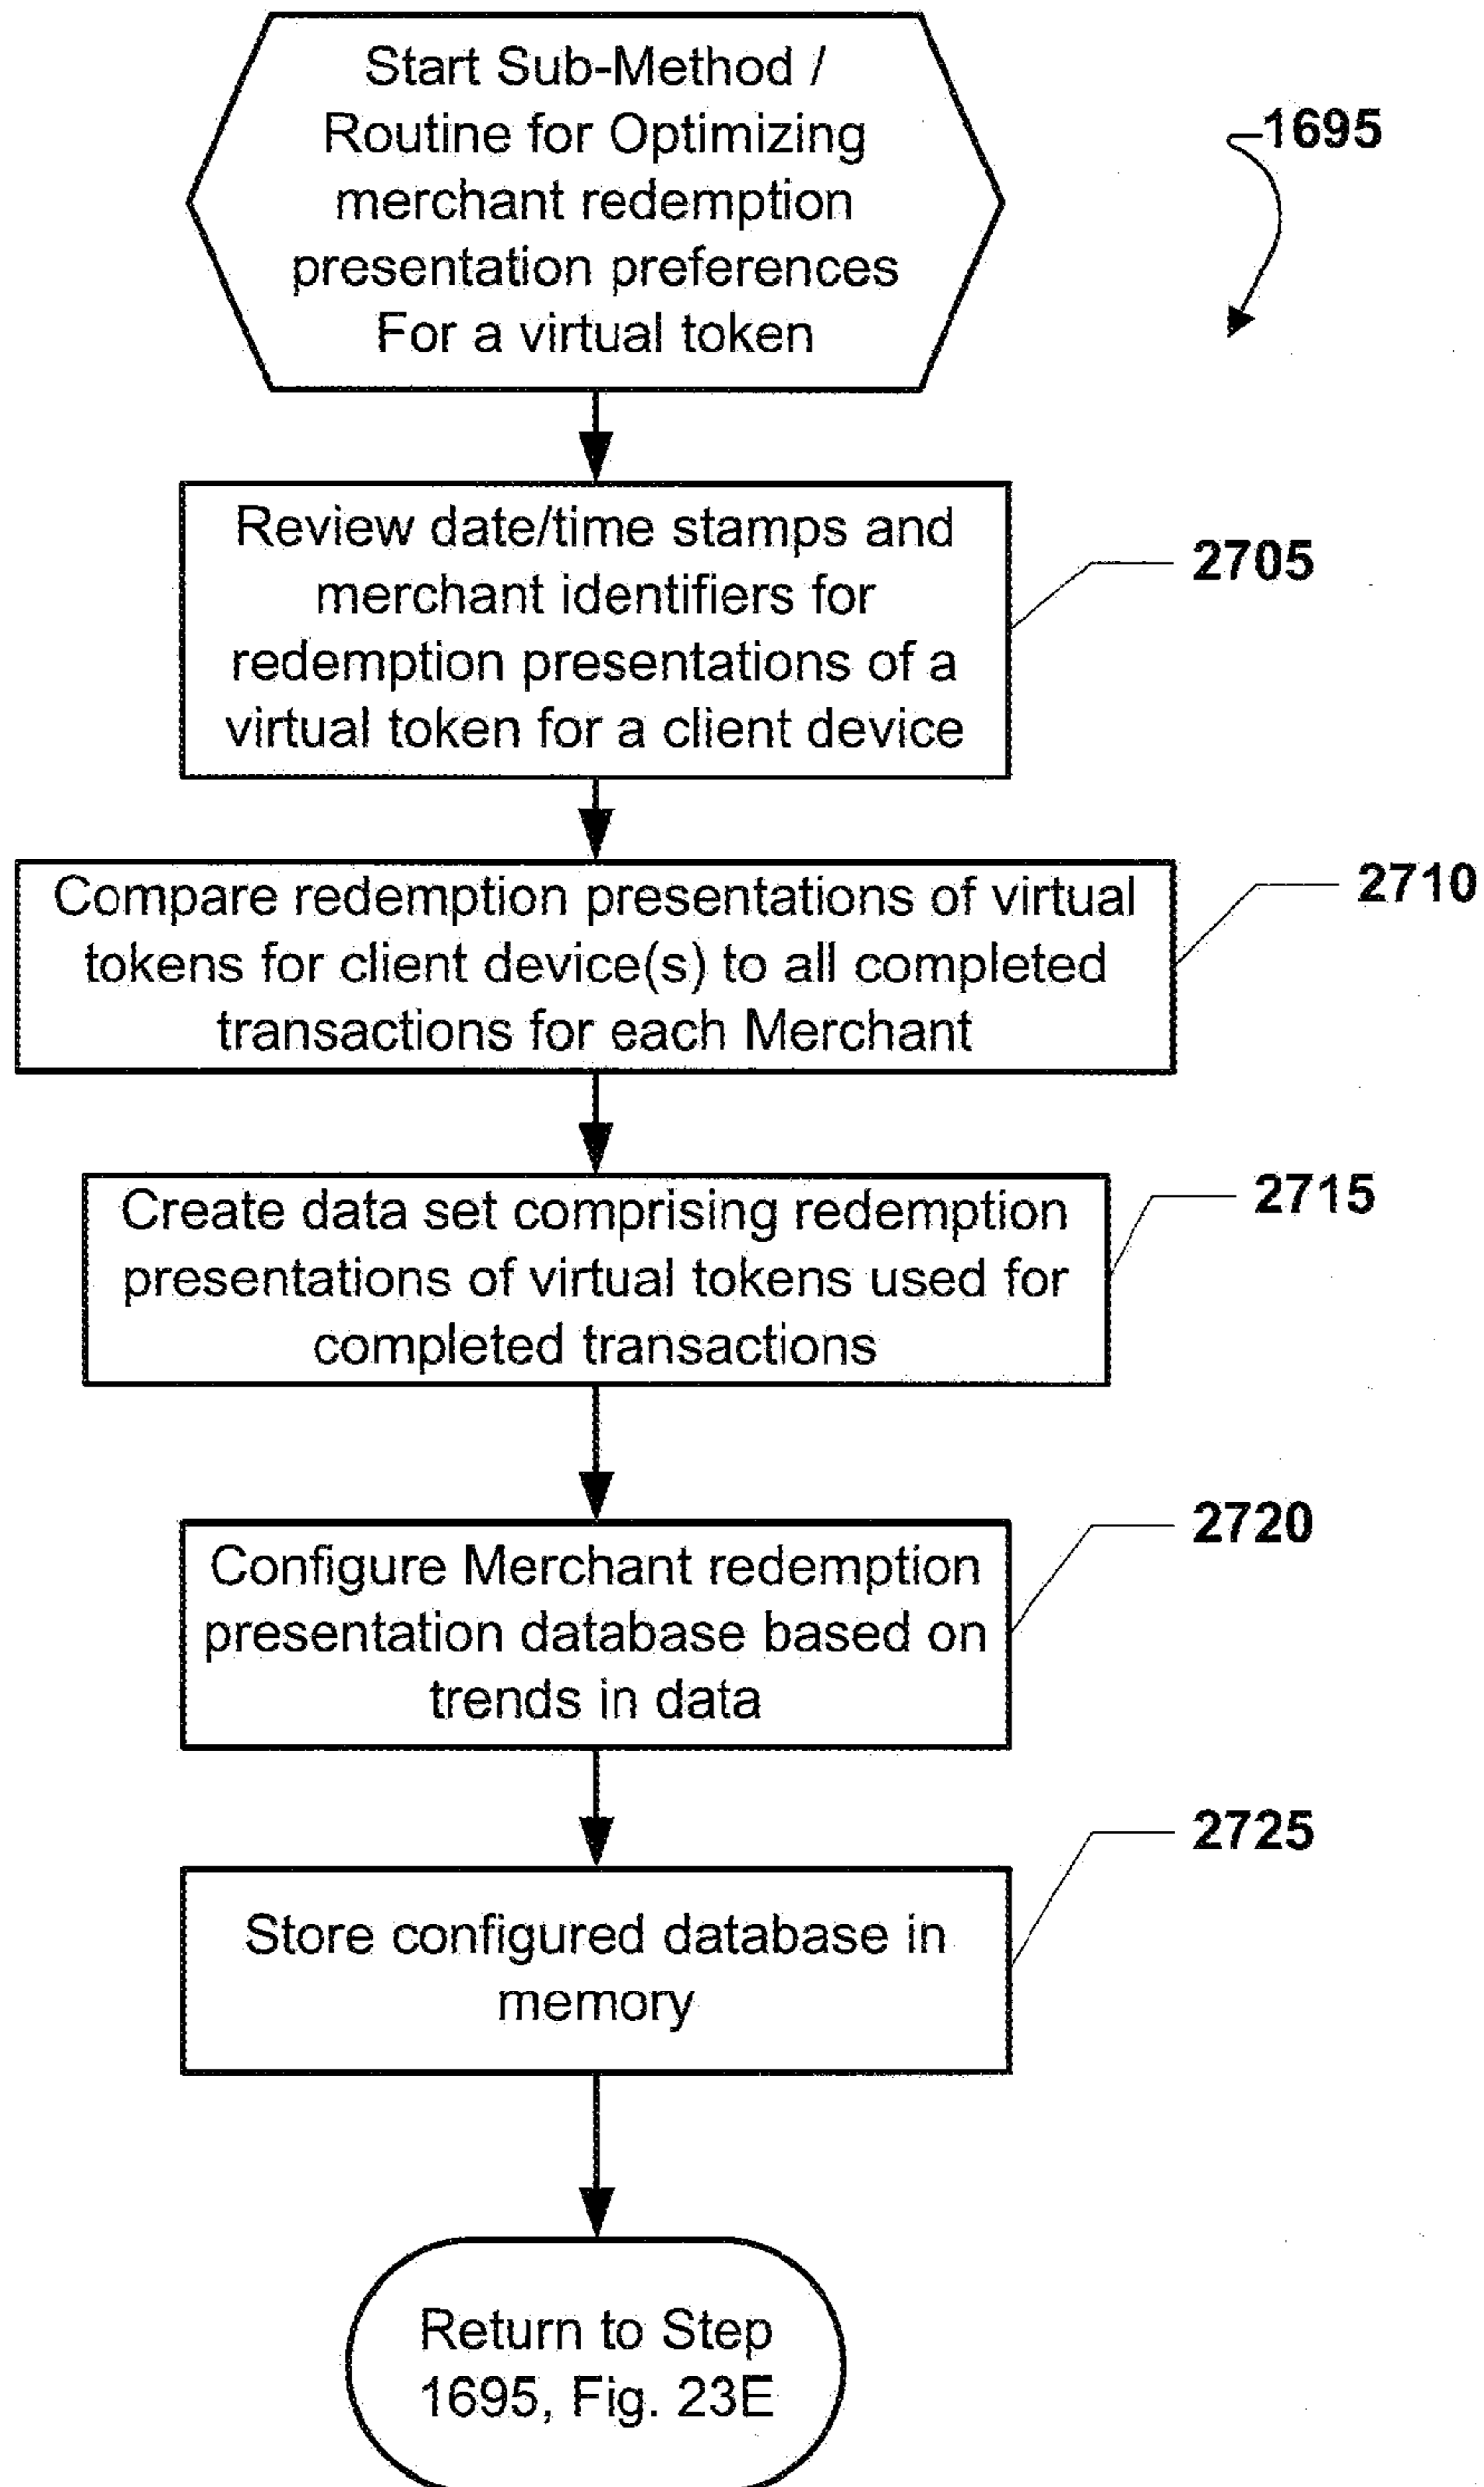 Start Sub-Method /
Routine for Optimizing
merchant redemption
presentation preferences
For a virtual token
1695
Review date/time stamps and
merchant identifiers for
redemption presentations of a
virtual token for a client device
2705
Compare redemption presentations of virtual
tokens for client device(s) to all completed
transactions for each Merchant
2710
Create data set comprising redemption
presentations of virtual tokens used for
completed transactions
2715
Configure Merchant redemption
presentation database based on
trends in data
2720
Store configured database in
memory
2725
Return to Step
1695, Fig. 23E